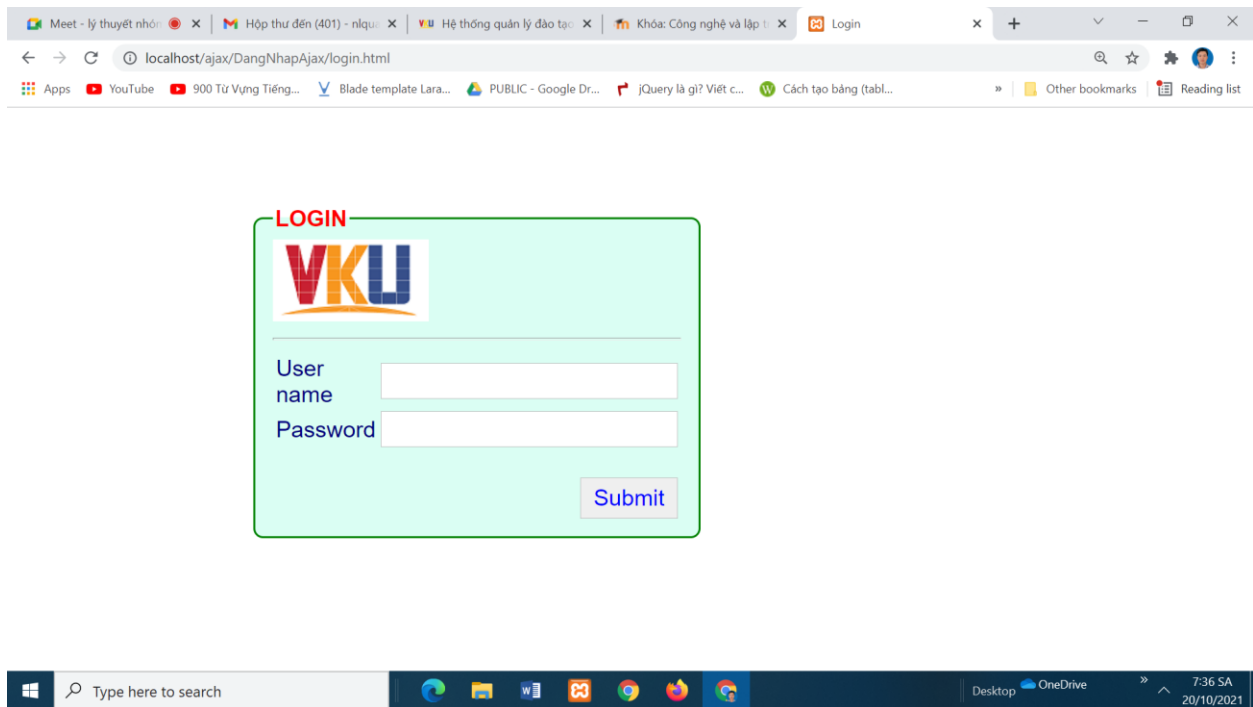 Meet - lý thuyết nhón
Hộp thư đến (401) - nlqua
VKU Hệ thống quản lý đào tạo
Khóa: Công nghệ và lập t
Login
localhost/ajax/DangNhapAjax/login.html
Apps
YouTube
900 Từ Vựng Tiếng...
Blade template Lara...
PUBLIC - Google Dr...
jQuery là gì? Viết c...
Cách tạo bảng (tabl...
»
Other bookmarks
Reading list
LOGIN
VKU
User
name
Password
Submit
Type here to search
Desktop
OneDrive
»
7:36 SA
20/10/2021